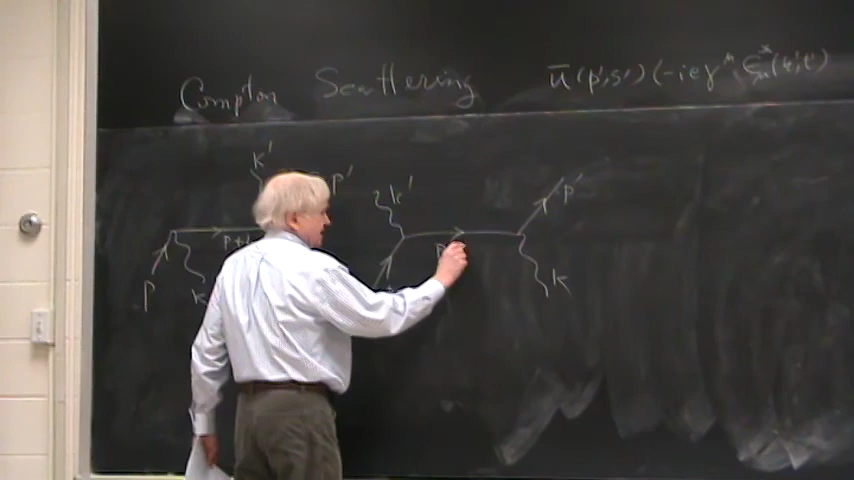 Compton Scattering ū(p',s')(-ieγ^μ ε*_μ(k',ℓ')
k' p' k' p'
p+k p
p k k